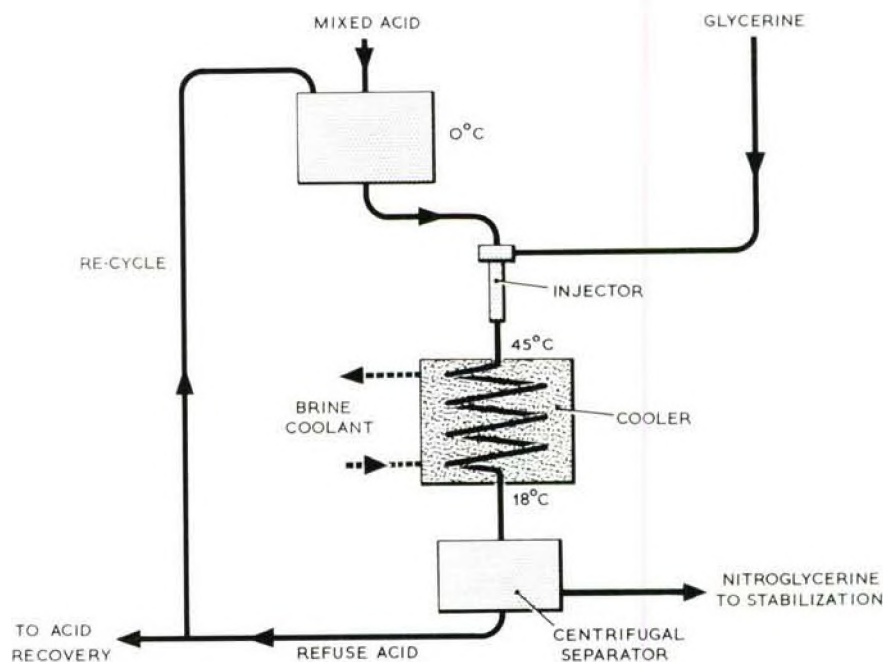 MIXED ACID
GLYCERINE
0°C
RE-CYCLE
INJECTOR
45°C
BRINE
COOLANT
COOLER
18°C
NITROGLYCERINE
TO STABILIZATION
TO ACID
RECOVERY
REFUSE ACID
CENTRIFUGAL
SEPARATOR